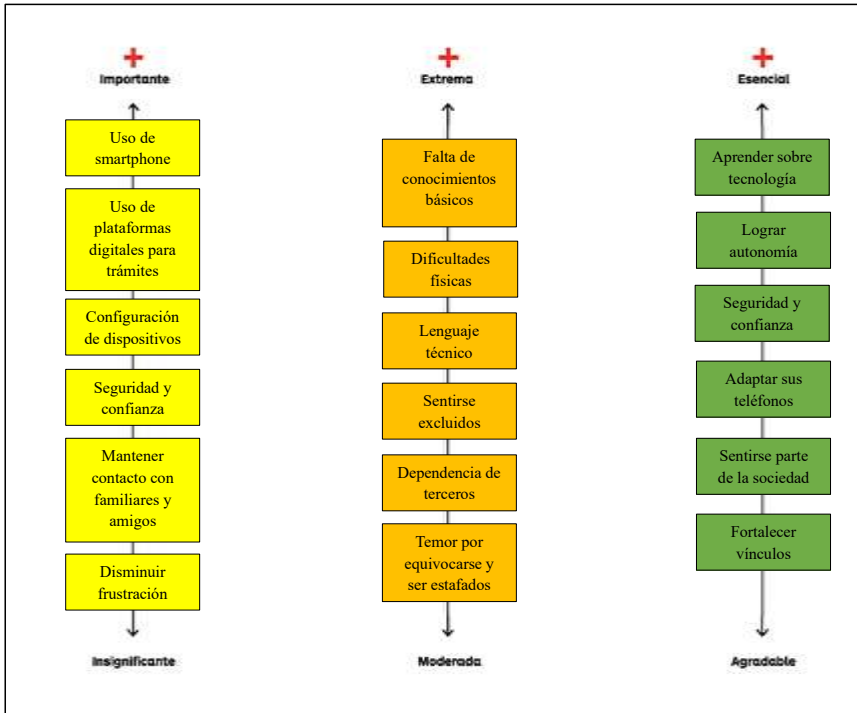 Importante
Uso de
smartphone
Uso de
plataformas
digitales para
trámites
Configuración
de dispositivos
Seguridad y
confianza
Mantener
contacto con
familiares y
amigos
Disminuir
frustración
Insignificante
Extrema
Falta de
conocimientos
básicos
Dificultades
físicas
Lenguaje
técnico
Sentirse
excluidos
Dependencia de
terceros
Temor por
equivocarse y
ser estafados
Moderada
Esencial
Aprender sobre
tecnología
Lograr
autonomía
Seguridad y
confianza
Adaptar sus
teléfonos
Sentirse parte
de la sociedad
Fortalecer
vínculos
Agradable